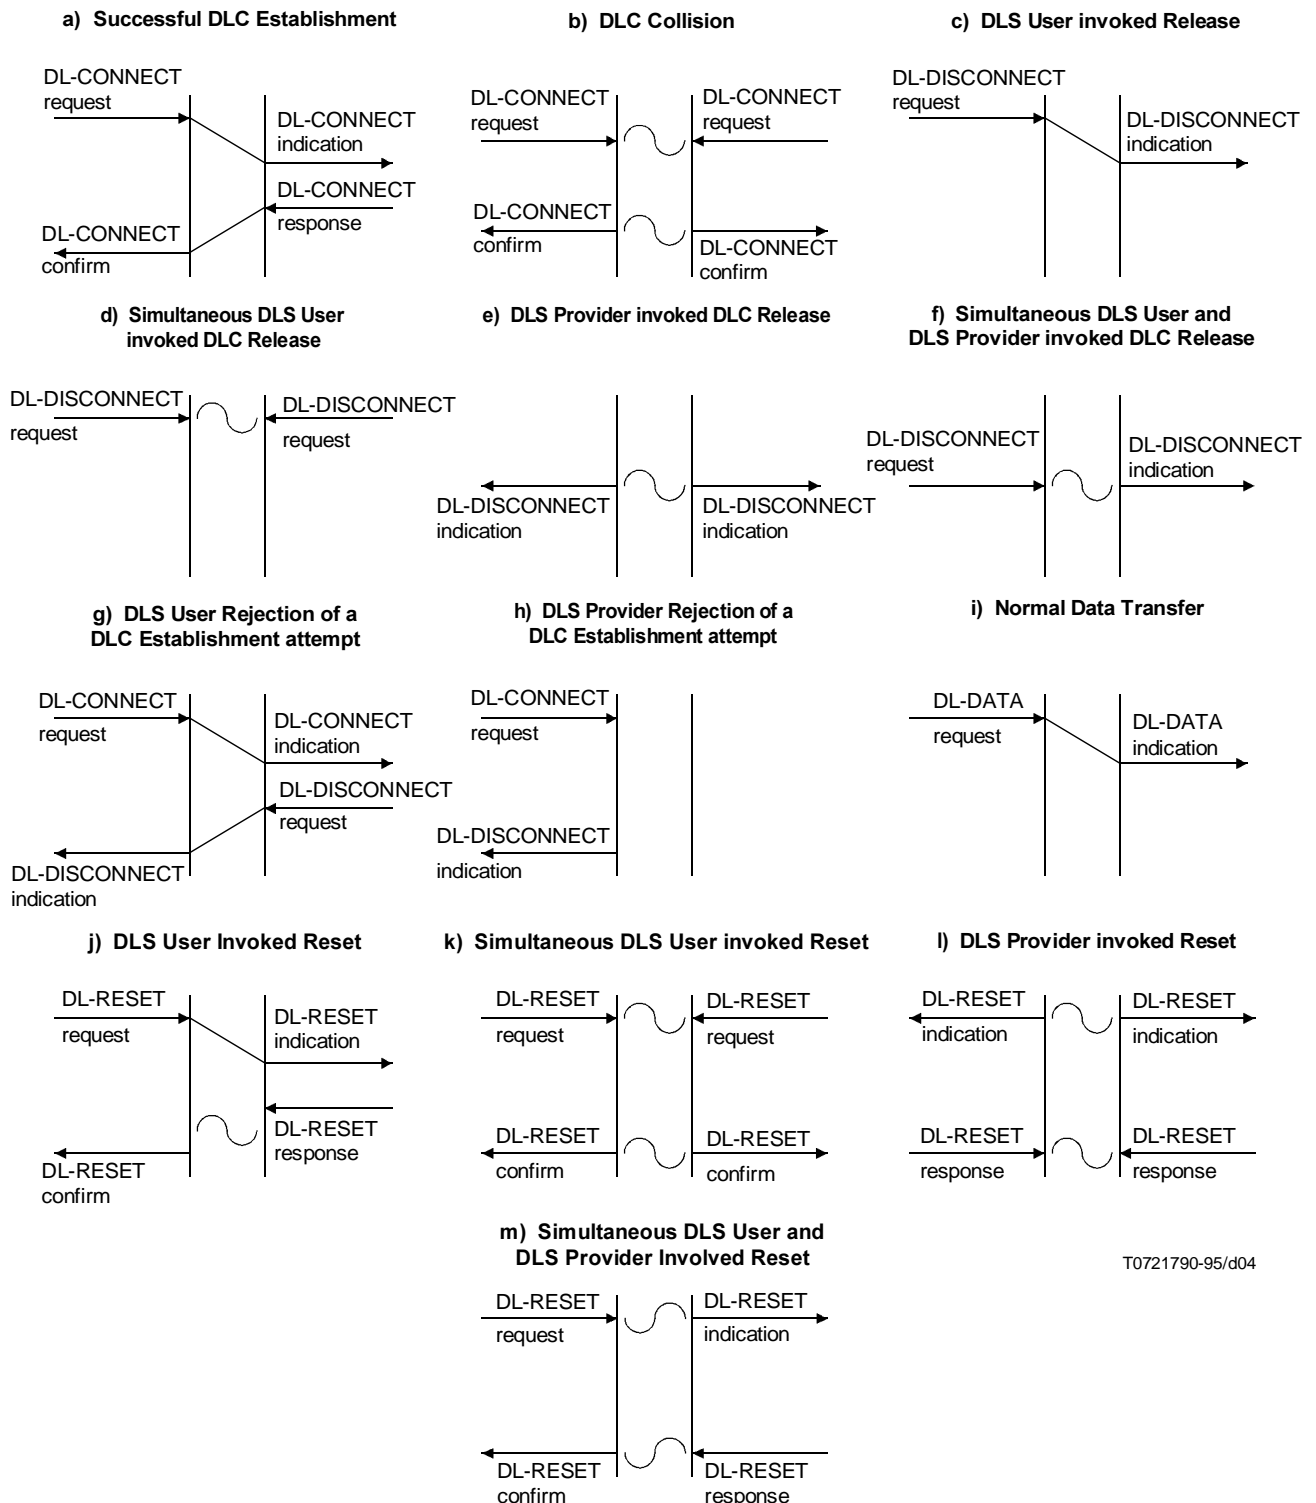 a) Successful DLC Establishment
DL-CONNECT
request
DL-CONNECT
indication
DL-CONNECT
response
DL-CONNECT
confirm
b) DLC Collision
DL-CONNECT
request
DL-CONNECT
request
DL-CONNECT
confirm
DL-CONNECT
confirm
c) DLS User invoked Release
DL-DISCONNECT
request
DL-DISCONNECT
indication
d) Simultaneous DLS User
invoked DLC Release
DL-DISCONNECT
request
DL-DISCONNECT
request
e) DLS Provider invoked DLC Release
DL-DISCONNECT
indication
DL-DISCONNECT
indication
f) Simultaneous DLS User and
DLS Provider invoked DLC Release
DL-DISCONNECT
request
DL-DISCONNECT
indication
g) DLS User Rejection of a
DLC Establishment attempt
DL-CONNECT
request
DL-CONNECT
indication
DL-DISCONNECT
request
DL-DISCONNECT
indication
h) DLS Provider Rejection of a
DLC Establishment attempt
DL-CONNECT
request
DL-DISCONNECT
indication
i) Normal Data Transfer
DL-DATA
request
DL-DATA
indication
j) DLS User Invoked Reset
DL-RESET
request
DL-RESET
indication
DL-RESET
response
DL-RESET
confirm
k) Simultaneous DLS User invoked Reset
DL-RESET
request
DL-RESET
request
DL-RESET
confirm
DL-RESET
confirm
l) DLS Provider invoked Reset
DL-RESET
indication
DL-RESET
indication
DL-RESET
response
DL-RESET
response
m) Simultaneous DLS User and
DLS Provider Involved Reset
DL-RESET
request
DL-RESET
indication
DL-RESET
confirm
DL-RESET
response
T0721790-95/d04